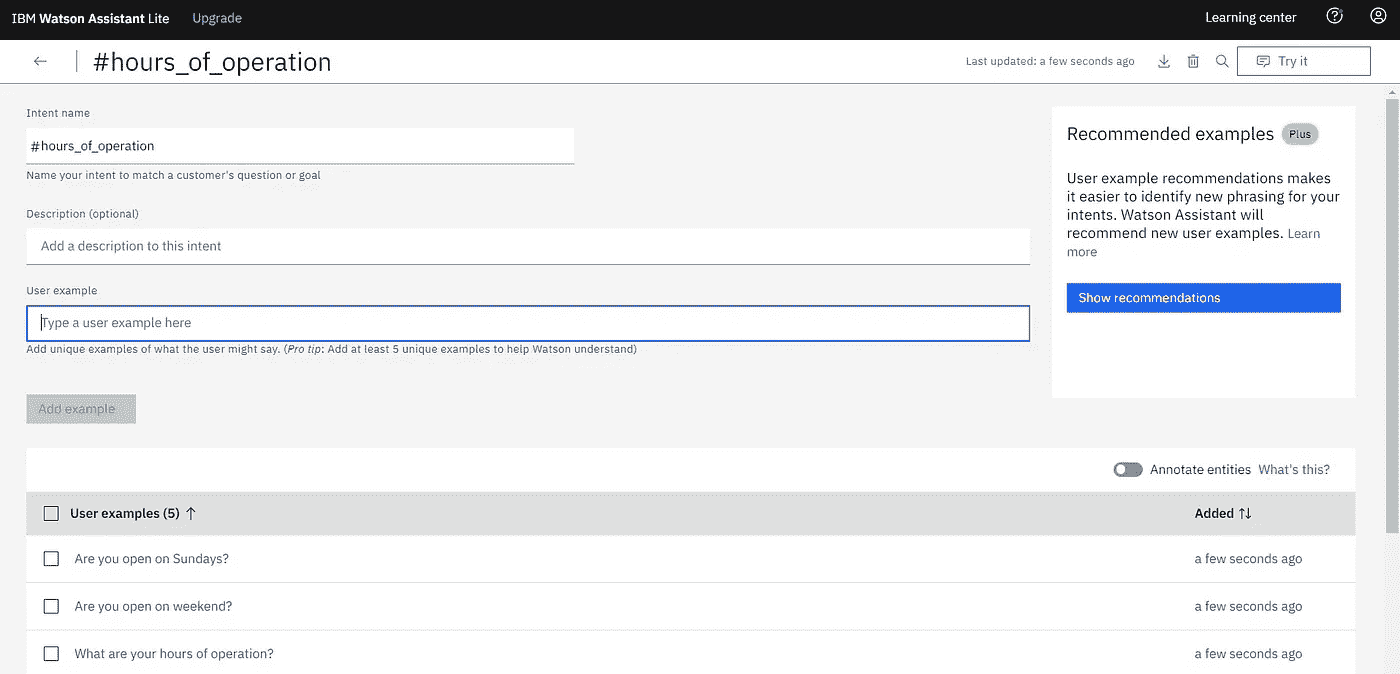 IBM Watson Assistant Lite Upgrade Learning center
#hours_of_operation
Last updated: a few seconds ago Try it
Intent name
#hours_of_operation
Name your intent to match a customer's question or goal
Description (optional)
Add a description to this intent
User example
Type a user example here
Add unique examples of what the user might say. (Pro tip: Add at least 5 unique examples to help Watson understand)
Add example
Recommended examples Plus
User example recommendations makes
it easier to identify new phrasing for your
intents. Watson Assistant will
recommend new user examples. Learn
more
Show recommendations
Annotate entities What's this?
User examples (5) ↑ Added ↑↓
Are you open on Sundays? a few seconds ago
Are you open on weekend? a few seconds ago
What are your hours of operation? a few seconds ago